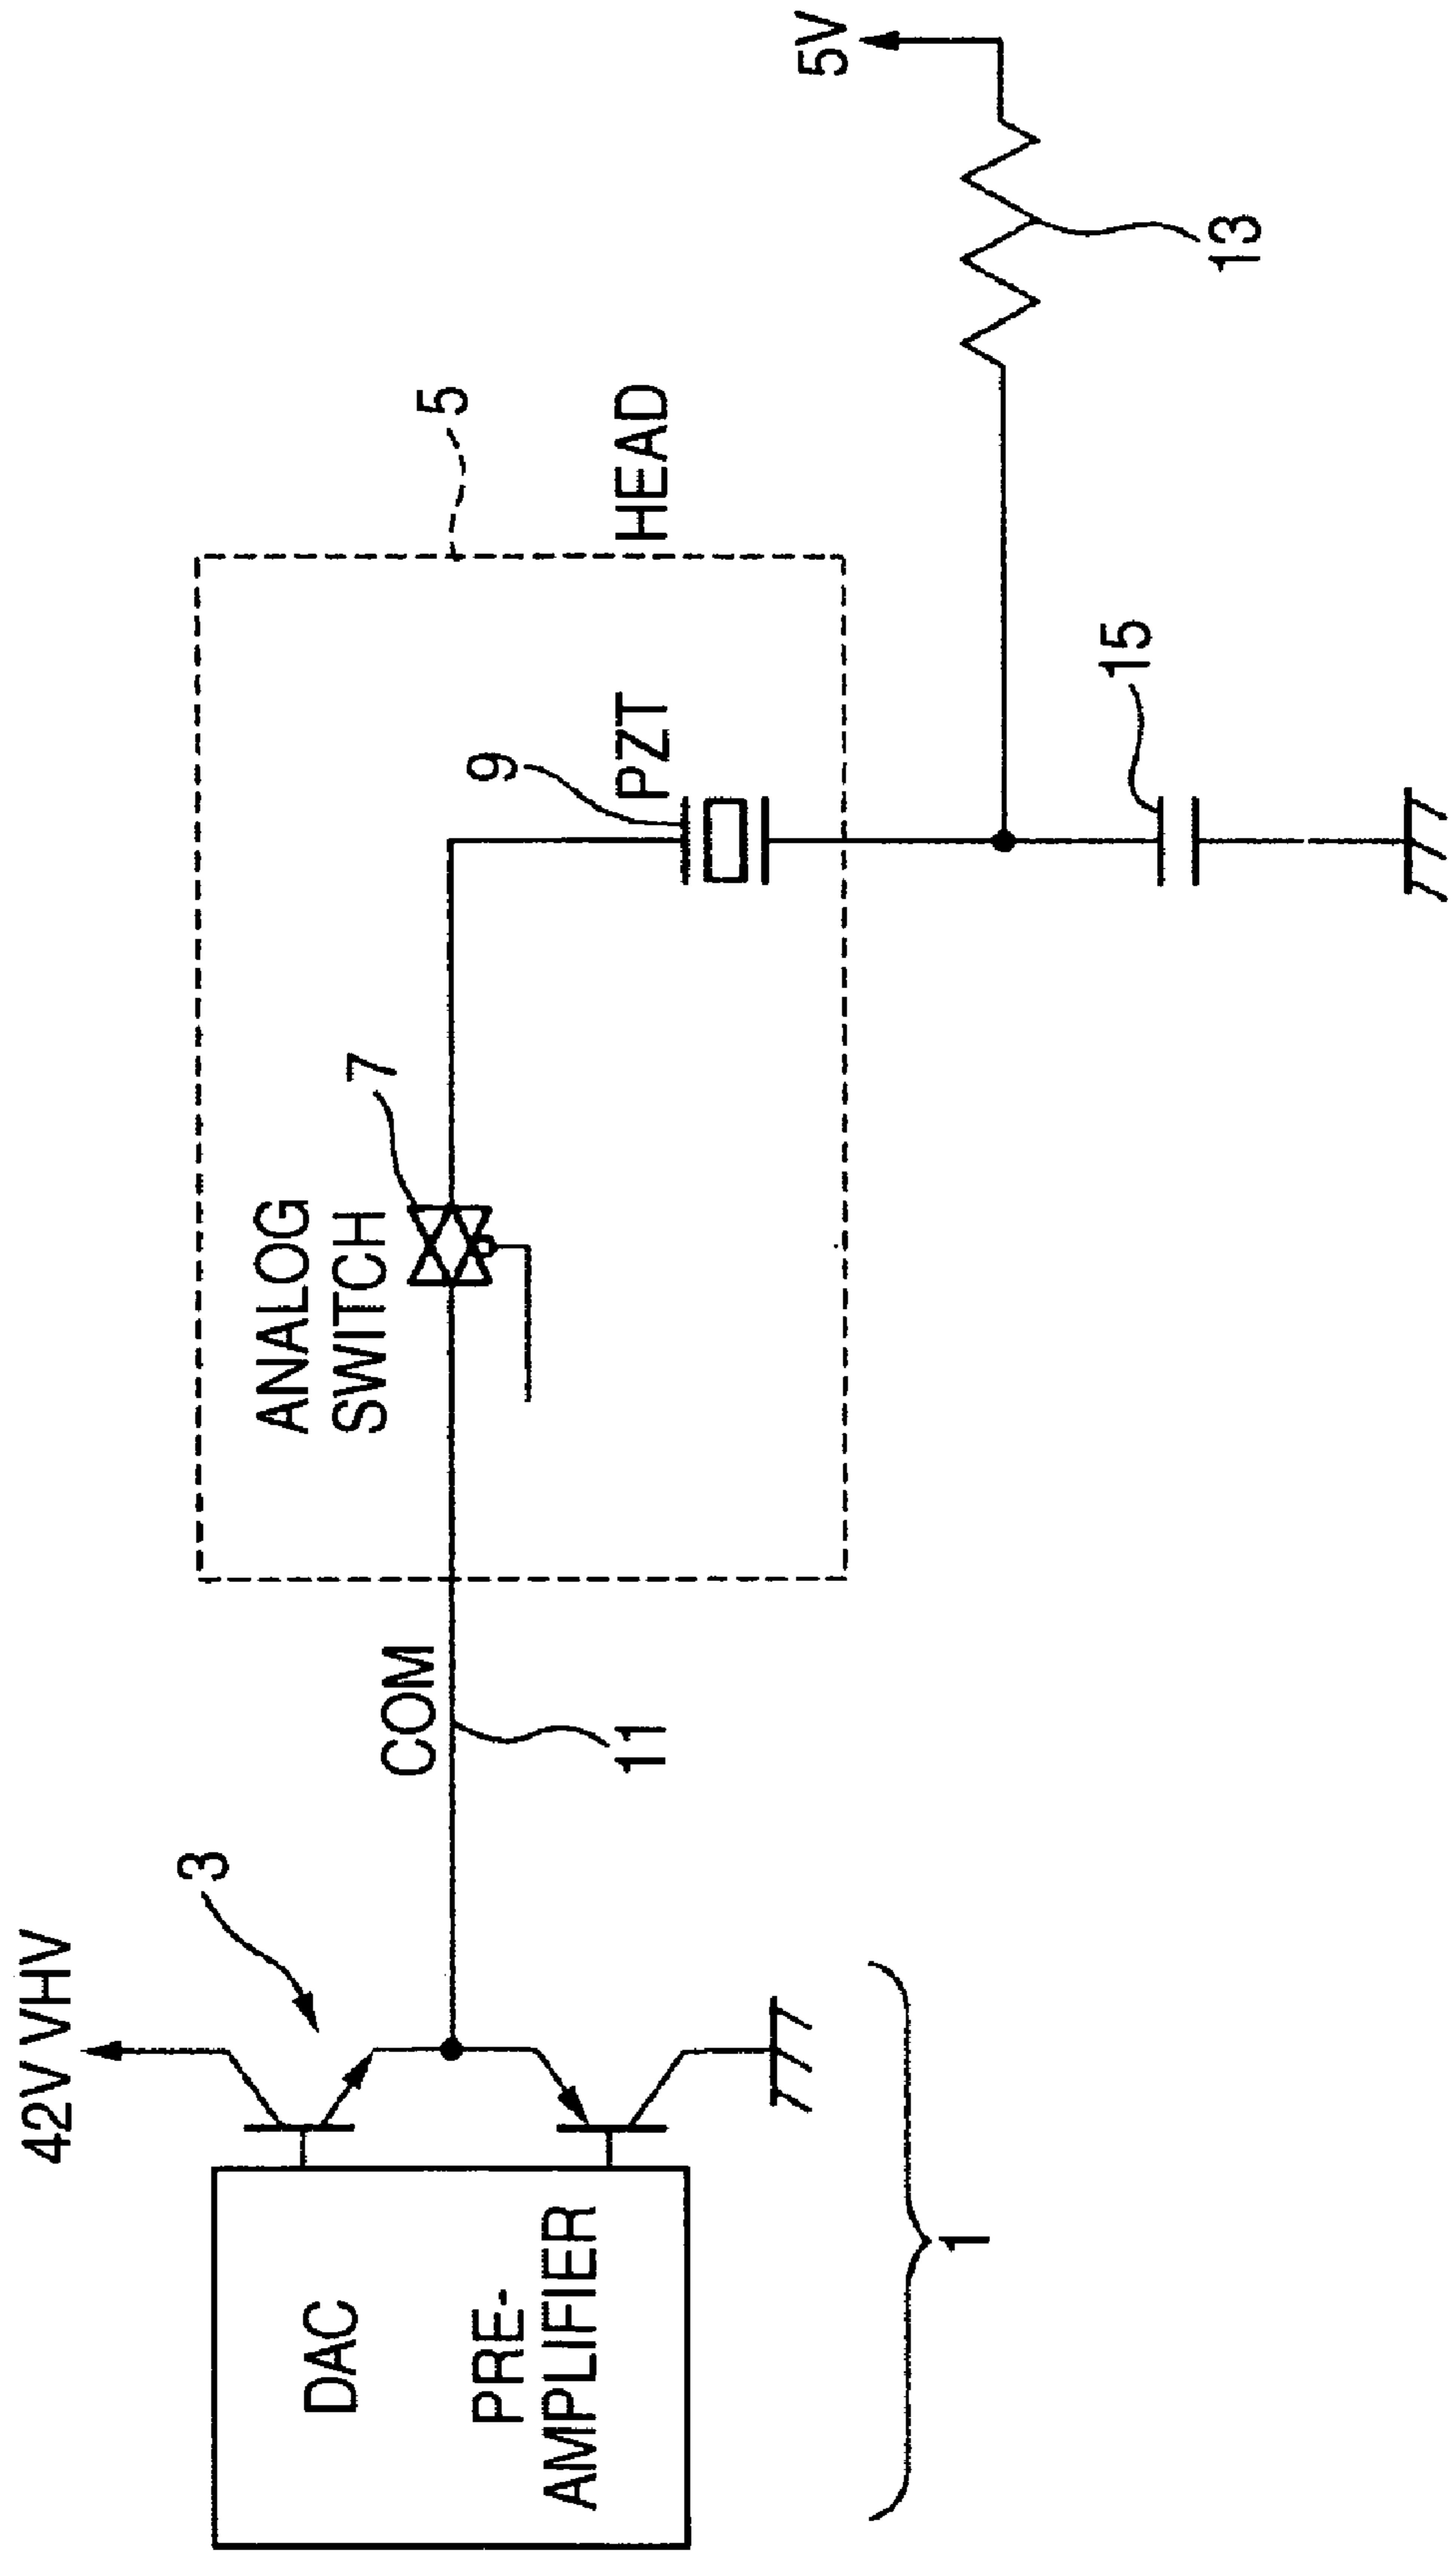 42V VHV
3
DAC
PRE-
AMPLIFIER
1
COM
11
ANALOG
SWITCH
7
9
PZT
5
HEAD
15
13
5V